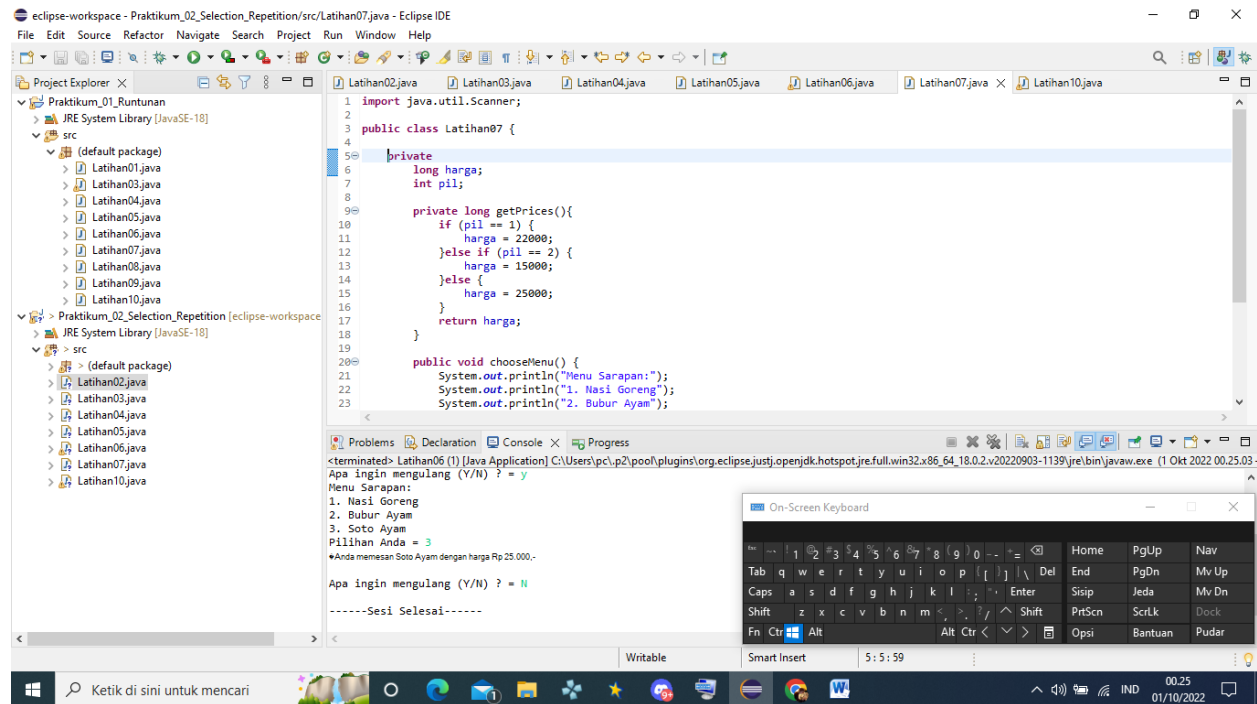 eclipse-workspace - Praktikum_02_Selection_Repetition/src/Latihan07.java - Eclipse IDE
File Edit Source Refactor Navigate Search Project Run Window Help
Project Explorer
Latihan02.java Latihan03.java Latihan04.java Latihan05.java Latihan06.java Latihan07.java Latihan10.java
Praktikum_01_Runtunan
JRE System Library [JavaSE-18]
src
(default package)
Latihan01.java
Latihan03.java
Latihan04.java
Latihan05.java
Latihan06.java
Latihan07.java
Latihan08.java
Latihan09.java
Latihan10.java
> Praktikum_02_Selection_Repetition [eclipse-workspace
JRE System Library [JavaSE-18]
> src
> (default package)
Latihan02.java
Latihan03.java
Latihan04.java
Latihan05.java
Latihan06.java
Latihan07.java
Latihan10.java
1 import java.util.Scanner;
2
3 public class Latihan07 {
4
5 private
6 long harga;
7 int pil;
8
9 private long getPrices(){
10 if (pil == 1) {
11 harga = 22000;
12 }else if (pil == 2) {
13 harga = 15000;
14 }else {
15 harga = 25000;
16 }
17 return harga;
18 }
19
20 public void chooseMenu() {
21 System.out.println("Menu Sarapan:");
22 System.out.println("1. Nasi Goreng");
23 System.out.println("2. Bubur Ayam");
Problems Declaration Console Progress
<terminated> Latihan06 (1) [Java Application] C:\Users\pc\.p2\pool\plugins\org.eclipse.justj.openjdk.hotspot.jre.full.win32.x86_64_18.0.2.v20220903-1139\jre\bin\javaw.exe (1 Okt 2022 00.25.03 -
Apa ingin mengulang (Y/N) ? = y
Menu Sarapan:
1. Nasi Goreng
2. Bubur Ayam
3. Soto Ayam
Pilihan Anda = 3
Anda memesan Soto Ayam dengan harga Rp 25.000,-
Apa ingin mengulang (Y/N) ? = N
------Sesi Selesai------
On-Screen Keyboard
Esc ~ ` ! 1 @ 2 # 3 $ 4 % 5 ^ 6 & 7 * 8 ( 9 ) 0 _ - + = Home PgUp Nav
Tab q w e r t y u i o p { [ } ] | \ Del End PgDn Mv Up
Caps a s d f g h j k l : ; " ' Enter Sisip Jeda Mv Dn
Shift z x c v b n m < , > . ? / Shift PrtScn ScrLk Dock
Fn Ctr Alt Alt Ctr Opsi Bantuan Pudar
Writable Smart Insert 5 : 5 : 59
Ketik di sini untuk mencari
IND
00.25
01/10/2022